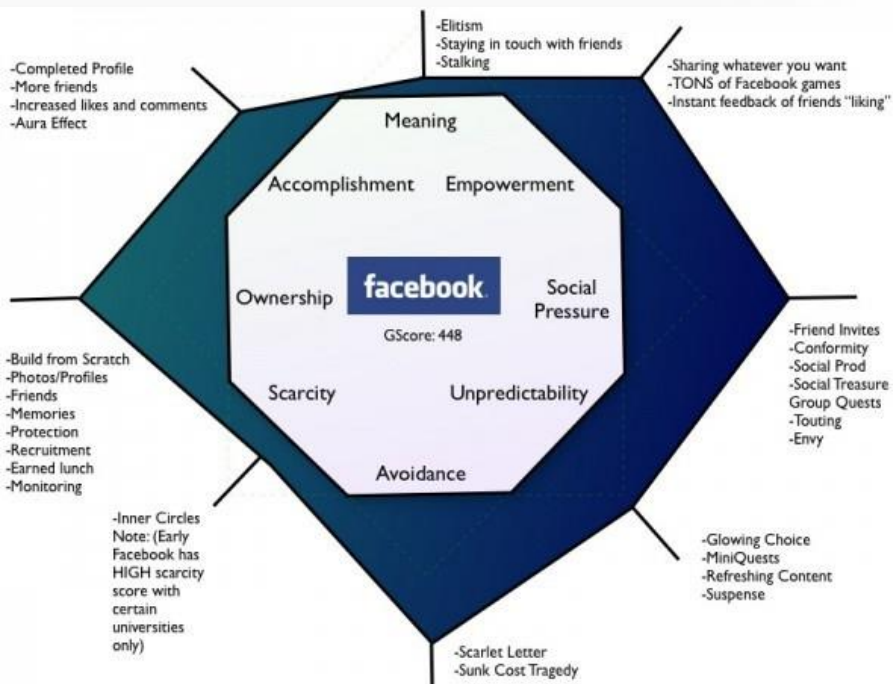 -Elitism
-Staying in touch with friends
-Stalking
-Completed Profile
-More friends
-Increased likes and comments
-Aura Effect
-Sharing whatever you want
-TONS of Facebook games
-Instant feedback of friends “liking”
Meaning
Accomplishment
Empowerment
Ownership
facebook
Social
Pressure
GScore: 448
Scarcity
Unpredictability
Avoidance
-Build from Scratch
-Photos/Profiles
-Friends
-Memories
-Protection
-Recruitment
-Earned lunch
-Monitoring
-Friend Invites
-Conformity
-Social Prod
-Social Treasure
Group Quests
-Touting
-Envy
-Inner Circles
Note: (Early
Facebook has
HIGH scarcity
score with
certain
universities
only)
-Glowing Choice
-MiniQuests
-Refreshing Content
-Suspense
-Scarlet Letter
-Sunk Cost Tragedy